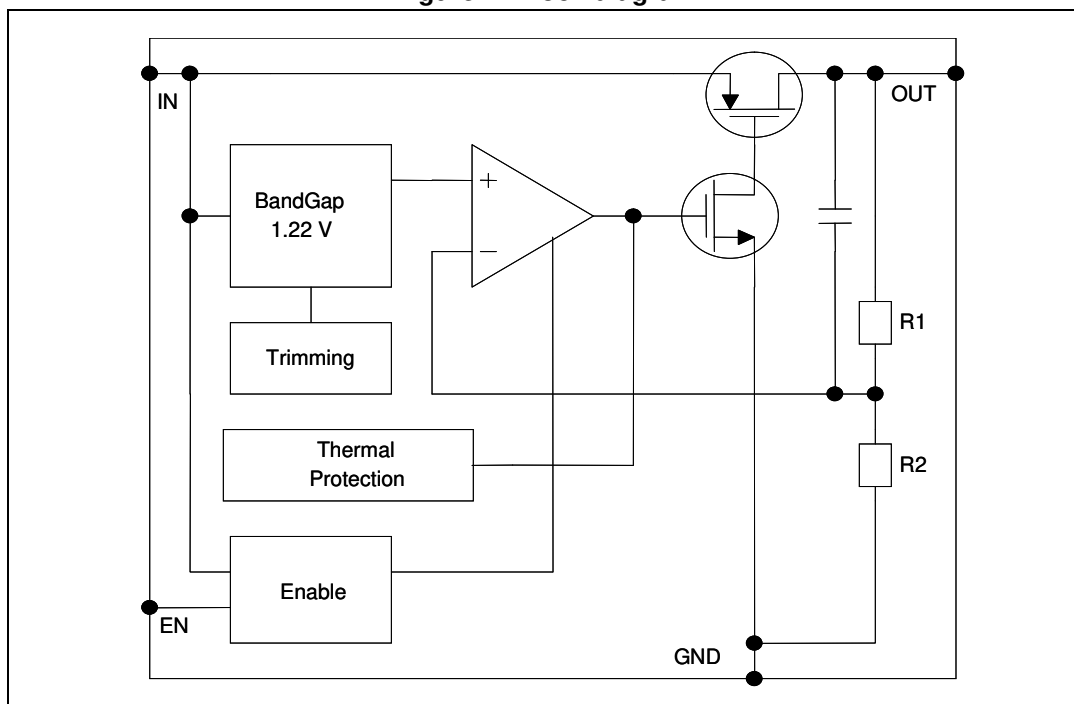 IN
OUT
BandGap
1.22 V
+
−
R1
Trimming
Thermal
Protection
R2
Enable
EN
GND